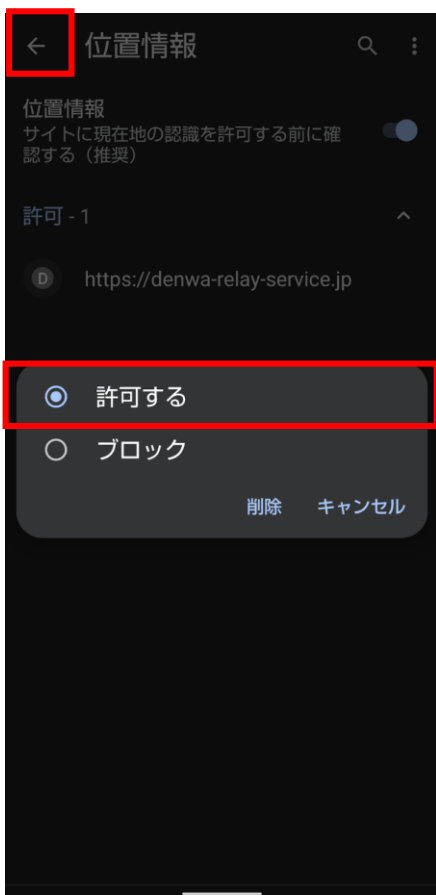 位置情報
位置情報
サイトに現在地の認識を許可する前に確
認する（推奨）
許可 - 1
D https://denwa-relay-service.jp
許可する
ブロック
削除 キャンセル